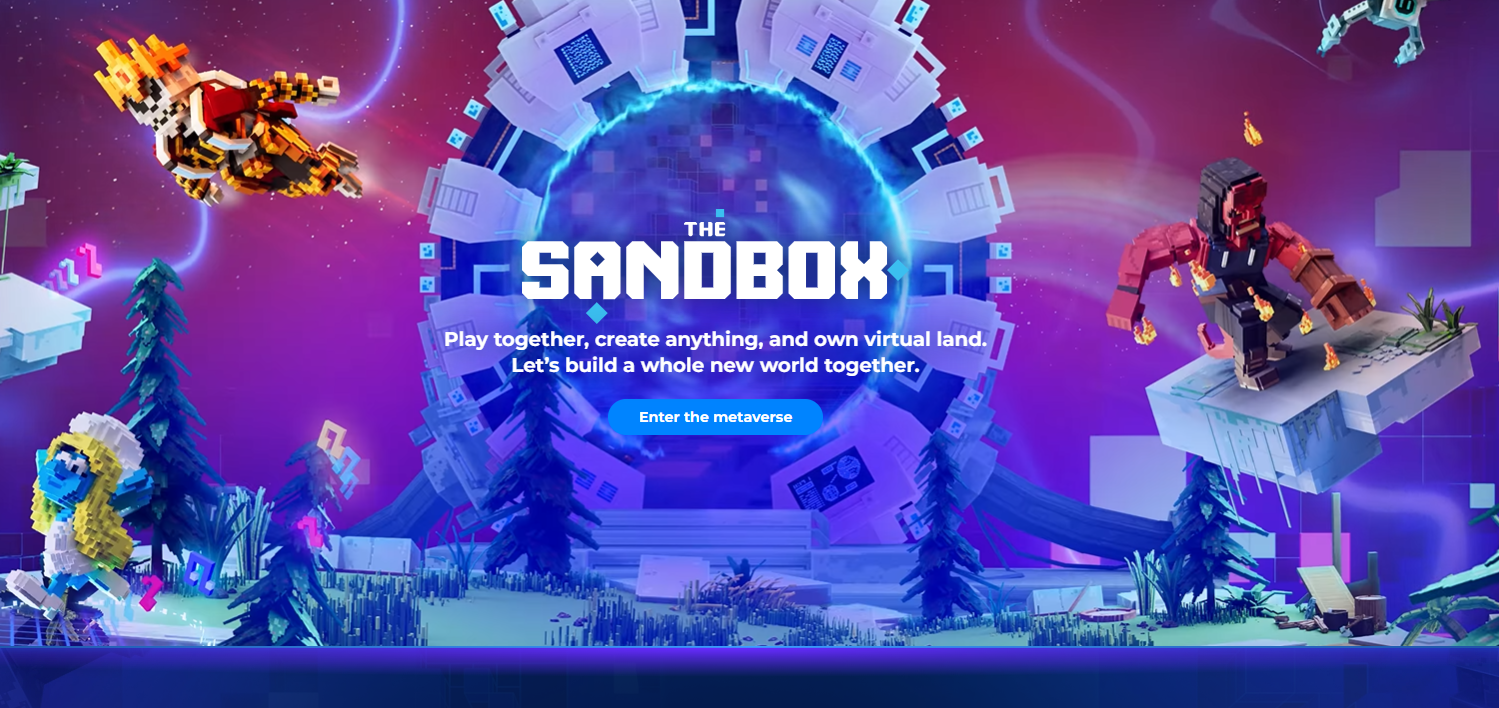 THE
SANDBOX
Play together, create anything, and own virtual land.
Let's build a whole new world together.
Enter the metaverse